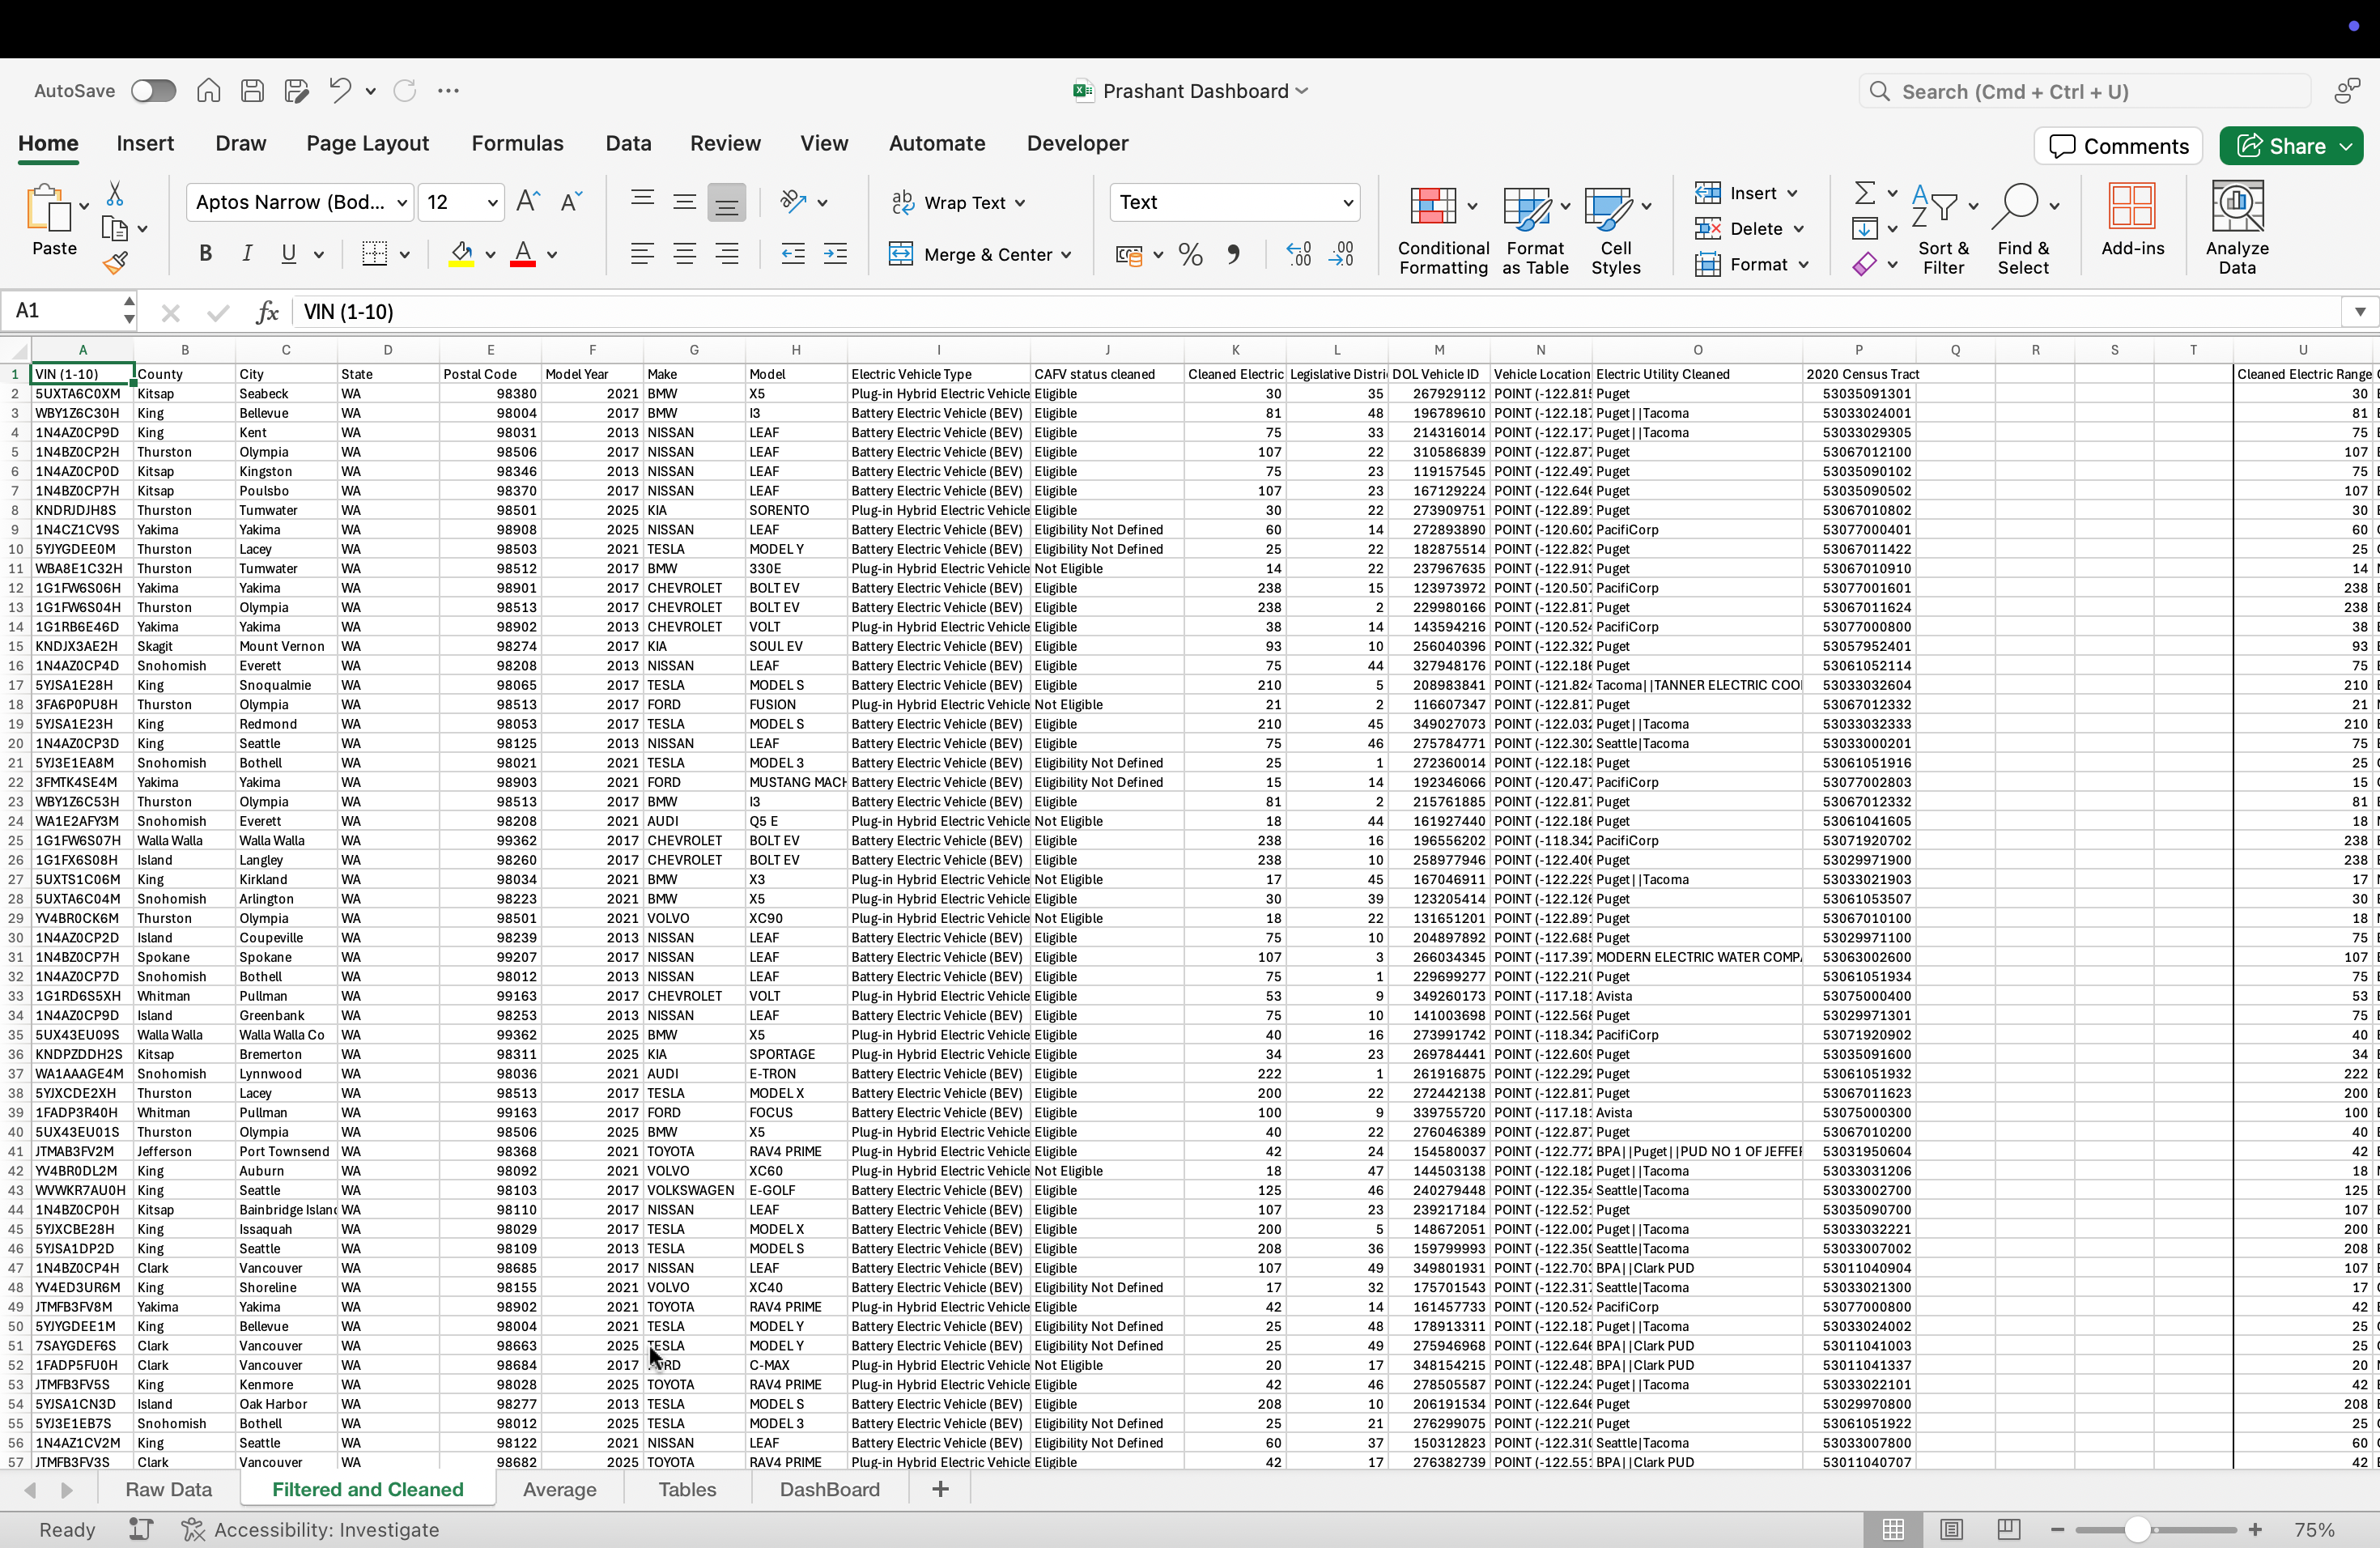 AutoSave Prashant Dashboard Search (Cmd + Ctrl + U)
Home Insert Draw Page Layout Formulas Data Review View Automate Developer Comments Share
Paste Aptos Narrow (Bod... 12 Wrap Text Text Conditional Formatting Format as Table Cell Styles Insert Delete Format Sort & Filter Find & Select Add-ins Analyze Data
B I U A Merge & Center % 9
A1 fx VIN (1-10)
A B C D E F G H I J K L M N O P Q R S T U
1 VIN (1-10) County City State Postal Code Model Year Make Model Electric Vehicle Type CAFV status cleaned Cleaned Electric Legislative Distri DOL Vehicle ID Vehicle Location Electric Utility Cleaned 2020 Census Tract Cleaned Electric Range
2 5UXTA6C0XM Kitsap Seabeck WA 98380 2021 BMW X5 Plug-in Hybrid Electric Vehicle Eligible 30 35 267929112 POINT (-122.815 Puget 53035091301 30
3 WBY1Z6C30H King Bellevue WA 98004 2017 BMW I3 Battery Electric Vehicle (BEV) Eligible 81 48 196789610 POINT (-122.187 Puget||Tacoma 53033024001 81
4 1N4AZ0CP9D King Kent WA 98031 2013 NISSAN LEAF Battery Electric Vehicle (BEV) Eligible 75 33 214316014 POINT (-122.177 Puget||Tacoma 53033029305 75
5 1N4BZ0CP2H Thurston Olympia WA 98506 2017 NISSAN LEAF Battery Electric Vehicle (BEV) Eligible 107 22 310586839 POINT (-122.877 Puget 53067012100 107
6 1N4AZ0CP0D Kitsap Kingston WA 98346 2013 NISSAN LEAF Battery Electric Vehicle (BEV) Eligible 75 23 119157545 POINT (-122.497 Puget 53035090102 75
7 1N4BZ0CP7H Kitsap Poulsbo WA 98370 2017 NISSAN LEAF Battery Electric Vehicle (BEV) Eligible 107 23 167129224 POINT (-122.646 Puget 53035090502 107
8 KNDRJDJH8S Thurston Tumwater WA 98501 2025 KIA SORENTO Plug-in Hybrid Electric Vehicle Eligible 30 22 273909751 POINT (-122.891 Puget 53067010802 30
9 1N4CZ1CV9S Yakima Yakima WA 98908 2025 NISSAN LEAF Battery Electric Vehicle (BEV) Eligibility Not Defined 60 14 272893890 POINT (-120.602 PacifiCorp 53077000401 60
10 5YJYGDEE0M Thurston Lacey WA 98503 2021 TESLA MODEL Y Battery Electric Vehicle (BEV) Eligibility Not Defined 25 22 182875514 POINT (-122.823 Puget 53067011422 25
11 WBA8E1C32H Thurston Tumwater WA 98512 2017 BMW 330E Plug-in Hybrid Electric Vehicle Not Eligible 14 22 237967635 POINT (-122.913 Puget 53067010910 14
12 1G1FW6S06H Yakima Yakima WA 98901 2017 CHEVROLET BOLT EV Battery Electric Vehicle (BEV) Eligible 238 15 123973972 POINT (-120.507 PacifiCorp 53077001601 238
13 1G1FW6S04H Thurston Olympia WA 98513 2017 CHEVROLET BOLT EV Battery Electric Vehicle (BEV) Eligible 238 2 229980166 POINT (-122.817 Puget 53067011624 238
14 1G1RB6E46D Yakima Yakima WA 98902 2013 CHEVROLET VOLT Plug-in Hybrid Electric Vehicle Eligible 38 14 143594216 POINT (-120.524 PacifiCorp 53077000800 38
15 KNDJX3AE2H Skagit Mount Vernon WA 98274 2017 KIA SOUL EV Battery Electric Vehicle (BEV) Eligible 93 10 256040396 POINT (-122.322 Puget 53057952401 93
16 1N4AZ0CP4D Snohomish Everett WA 98208 2013 NISSAN LEAF Battery Electric Vehicle (BEV) Eligible 75 44 327948176 POINT (-122.186 Puget 53061052114 75
17 5YJSA1E28H King Snoqualmie WA 98065 2017 TESLA MODEL S Battery Electric Vehicle (BEV) Eligible 210 5 208983841 POINT (-121.824 Tacoma||TANNER ELECTRIC COO 53033032604 210
18 3FA6P0PU8H Thurston Olympia WA 98513 2017 FORD FUSION Plug-in Hybrid Electric Vehicle Not Eligible 21 2 116607347 POINT (-122.817 Puget 53067012332 21
19 5YJSA1E23H King Redmond WA 98053 2017 TESLA MODEL S Battery Electric Vehicle (BEV) Eligible 210 45 349027073 POINT (-122.032 Puget||Tacoma 53033032333 210
20 1N4AZ0CP3D King Seattle WA 98125 2013 NISSAN LEAF Battery Electric Vehicle (BEV) Eligible 75 46 275784771 POINT (-122.302 Seattle|Tacoma 53033000201 75
21 5YJ3E1EA8M Snohomish Bothell WA 98021 2021 TESLA MODEL 3 Battery Electric Vehicle (BEV) Eligibility Not Defined 25 1 272360014 POINT (-122.183 Puget 53061051916 25
22 3FMTK4SE4M Yakima Yakima WA 98903 2021 FORD MUSTANG MACH Battery Electric Vehicle (BEV) Eligibility Not Defined 15 14 192346066 POINT (-120.477 PacifiCorp 53077002803 15
23 WBY1Z6C53H Thurston Olympia WA 98513 2017 BMW I3 Battery Electric Vehicle (BEV) Eligible 81 2 215761885 POINT (-122.817 Puget 53067012332 81
24 WA1E2AFY3M Snohomish Everett WA 98208 2021 AUDI Q5 E Plug-in Hybrid Electric Vehicle Not Eligible 18 44 161927440 POINT (-122.186 Puget 53061041605 18
25 1G1FW6S07H Walla Walla Walla Walla WA 99362 2017 CHEVROLET BOLT EV Battery Electric Vehicle (BEV) Eligible 238 16 196556202 POINT (-118.342 PacifiCorp 53071920702 238
26 1G1FX6S08H Island Langley WA 98260 2017 CHEVROLET BOLT EV Battery Electric Vehicle (BEV) Eligible 238 10 258977946 POINT (-122.406 Puget 53029971900 238
27 5UXTS1C06M King Kirkland WA 98034 2021 BMW X3 Plug-in Hybrid Electric Vehicle Not Eligible 17 45 167046911 POINT (-122.229 Puget||Tacoma 53033021903 17
28 5UXTA6C04M Snohomish Arlington WA 98223 2021 BMW X5 Plug-in Hybrid Electric Vehicle Eligible 30 39 123205414 POINT (-122.126 Puget 53061053507 30
29 YV4BR0CK6M Thurston Olympia WA 98501 2021 VOLVO XC90 Plug-in Hybrid Electric Vehicle Not Eligible 18 22 131651201 POINT (-122.891 Puget 53067010100 18
30 1N4AZ0CP2D Island Coupeville WA 98239 2013 NISSAN LEAF Battery Electric Vehicle (BEV) Eligible 75 10 204897892 POINT (-122.685 Puget 53029971100 75
31 1N4BZ0CP7H Spokane Spokane WA 99207 2017 NISSAN LEAF Battery Electric Vehicle (BEV) Eligible 107 3 266034345 POINT (-117.397 MODERN ELECTRIC WATER COMPA 53063002600 107
32 1N4AZ0CP7D Snohomish Bothell WA 98012 2013 NISSAN LEAF Battery Electric Vehicle (BEV) Eligible 75 1 229699277 POINT (-122.210 Puget 53061051934 75
33 1G1RD6S5XH Whitman Pullman WA 99163 2017 CHEVROLET VOLT Plug-in Hybrid Electric Vehicle Eligible 53 9 349260173 POINT (-117.181 Avista 53075000400 53
34 1N4AZ0CP9D Island Greenbank WA 98253 2013 NISSAN LEAF Battery Electric Vehicle (BEV) Eligible 75 10 141003698 POINT (-122.568 Puget 53029971301 75
35 5UX43EU09S Walla Walla Walla Walla Co WA 99362 2025 BMW X5 Plug-in Hybrid Electric Vehicle Eligible 40 16 273991742 POINT (-118.342 PacifiCorp 53071920902 40
36 KNDPZDDH2S Kitsap Bremerton WA 98311 2025 KIA SPORTAGE Plug-in Hybrid Electric Vehicle Eligible 34 23 269784441 POINT (-122.609 Puget 53035091600 34
37 WA1AAAGE4M Snohomish Lynnwood WA 98036 2021 AUDI E-TRON Battery Electric Vehicle (BEV) Eligible 222 1 261916875 POINT (-122.292 Puget 53061051932 222
38 5YJXCDE2XH Thurston Lacey WA 98513 2017 TESLA MODEL X Battery Electric Vehicle (BEV) Eligible 200 22 272442138 POINT (-122.817 Puget 53067011623 200
39 1FADP3R40H Whitman Pullman WA 99163 2017 FORD FOCUS Battery Electric Vehicle (BEV) Eligible 100 9 339755720 POINT (-117.181 Avista 53075000300 100
40 5UX43EU01S Thurston Olympia WA 98506 2025 BMW X5 Plug-in Hybrid Electric Vehicle Eligible 40 22 276046389 POINT (-122.877 Puget 53067010200 40
41 JTMAB3FV2M Jefferson Port Townsend WA 98368 2021 TOYOTA RAV4 PRIME Plug-in Hybrid Electric Vehicle Eligible 42 24 154580037 POINT (-122.772 BPA||Puget||PUD NO 1 OF JEFFER 53031950604 42
42 YV4BR0DL2M King Auburn WA 98092 2021 VOLVO XC60 Plug-in Hybrid Electric Vehicle Not Eligible 18 47 144503138 POINT (-122.182 Puget||Tacoma 53033031206 18
43 WVWKR7AU0H King Seattle WA 98103 2017 VOLKSWAGEN E-GOLF Battery Electric Vehicle (BEV) Eligible 125 46 240279448 POINT (-122.354 Seattle|Tacoma 53033002700 125
44 1N4BZ0CP0H Kitsap Bainbridge Island WA 98110 2017 NISSAN LEAF Battery Electric Vehicle (BEV) Eligible 107 23 239217184 POINT (-122.521 Puget 53035090700 107
45 5YJXCBE28H King Issaquah WA 98029 2017 TESLA MODEL X Battery Electric Vehicle (BEV) Eligible 200 5 148672051 POINT (-122.002 Puget||Tacoma 53033032221 200
46 5YJSA1DP2D King Seattle WA 98109 2013 TESLA MODEL S Battery Electric Vehicle (BEV) Eligible 208 36 159799993 POINT (-122.350 Seattle|Tacoma 53033007002 208
47 1N4BZ0CP4H Clark Vancouver WA 98685 2017 NISSAN LEAF Battery Electric Vehicle (BEV) Eligible 107 49 349801931 POINT (-122.703 BPA||Clark PUD 53011040904 107
48 YV4ED3UR6M King Shoreline WA 98155 2021 VOLVO XC40 Battery Electric Vehicle (BEV) Eligibility Not Defined 17 32 175701543 POINT (-122.317 Seattle|Tacoma 53033021300 17
49 JTMFB3FV8M Yakima Yakima WA 98902 2021 TOYOTA RAV4 PRIME Plug-in Hybrid Electric Vehicle Eligible 42 14 161457733 POINT (-120.524 PacifiCorp 53077000800 42
50 5YJYGDEE1M King Bellevue WA 98004 2021 TESLA MODEL Y Battery Electric Vehicle (BEV) Eligibility Not Defined 25 48 178913311 POINT (-122.187 Puget||Tacoma 53033024002 25
51 7SAYGDEF6S Clark Vancouver WA 98663 2025 TESLA MODEL Y Battery Electric Vehicle (BEV) Eligibility Not Defined 25 49 275946968 POINT (-122.646 BPA||Clark PUD 53011041003 25
52 1FADP5FU0H Clark Vancouver WA 98684 2017 C-MAX Plug-in Hybrid Electric Vehicle Not Eligible 20 17 348154215 POINT (-122.487 BPA||Clark PUD 53011041337 20
53 JTMFB3FV5S King Kenmore WA 98028 2025 TOYOTA RAV4 PRIME Plug-in Hybrid Electric Vehicle Eligible 42 46 278505587 POINT (-122.243 Puget||Tacoma 53033022101 42
54 5YJSA1CN3D Island Oak Harbor WA 98277 2013 TESLA MODEL S Battery Electric Vehicle (BEV) Eligible 208 10 206191534 POINT (-122.646 Puget 53029970800 208
55 5YJ3E1EB7S Snohomish Bothell WA 98012 2025 TESLA MODEL 3 Battery Electric Vehicle (BEV) Eligibility Not Defined 25 21 276299075 POINT (-122.210 Puget 53061051922 25
56 1N4AZ1CV2M King Seattle WA 98122 2021 NISSAN LEAF Battery Electric Vehicle (BEV) Eligibility Not Defined 60 37 150312823 POINT (-122.310 Seattle|Tacoma 53033007800 60
57 JTMFB3FV3S Clark Vancouver WA 98682 2025 TOYOTA RAV4 PRIME Plug-in Hybrid Electric Vehicle Eligible 42 17 276382739 POINT (-122.551 BPA||Clark PUD 53011040707 42
Raw Data Filtered and Cleaned Average Tables DashBoard
Ready Accessibility: Investigate 75%